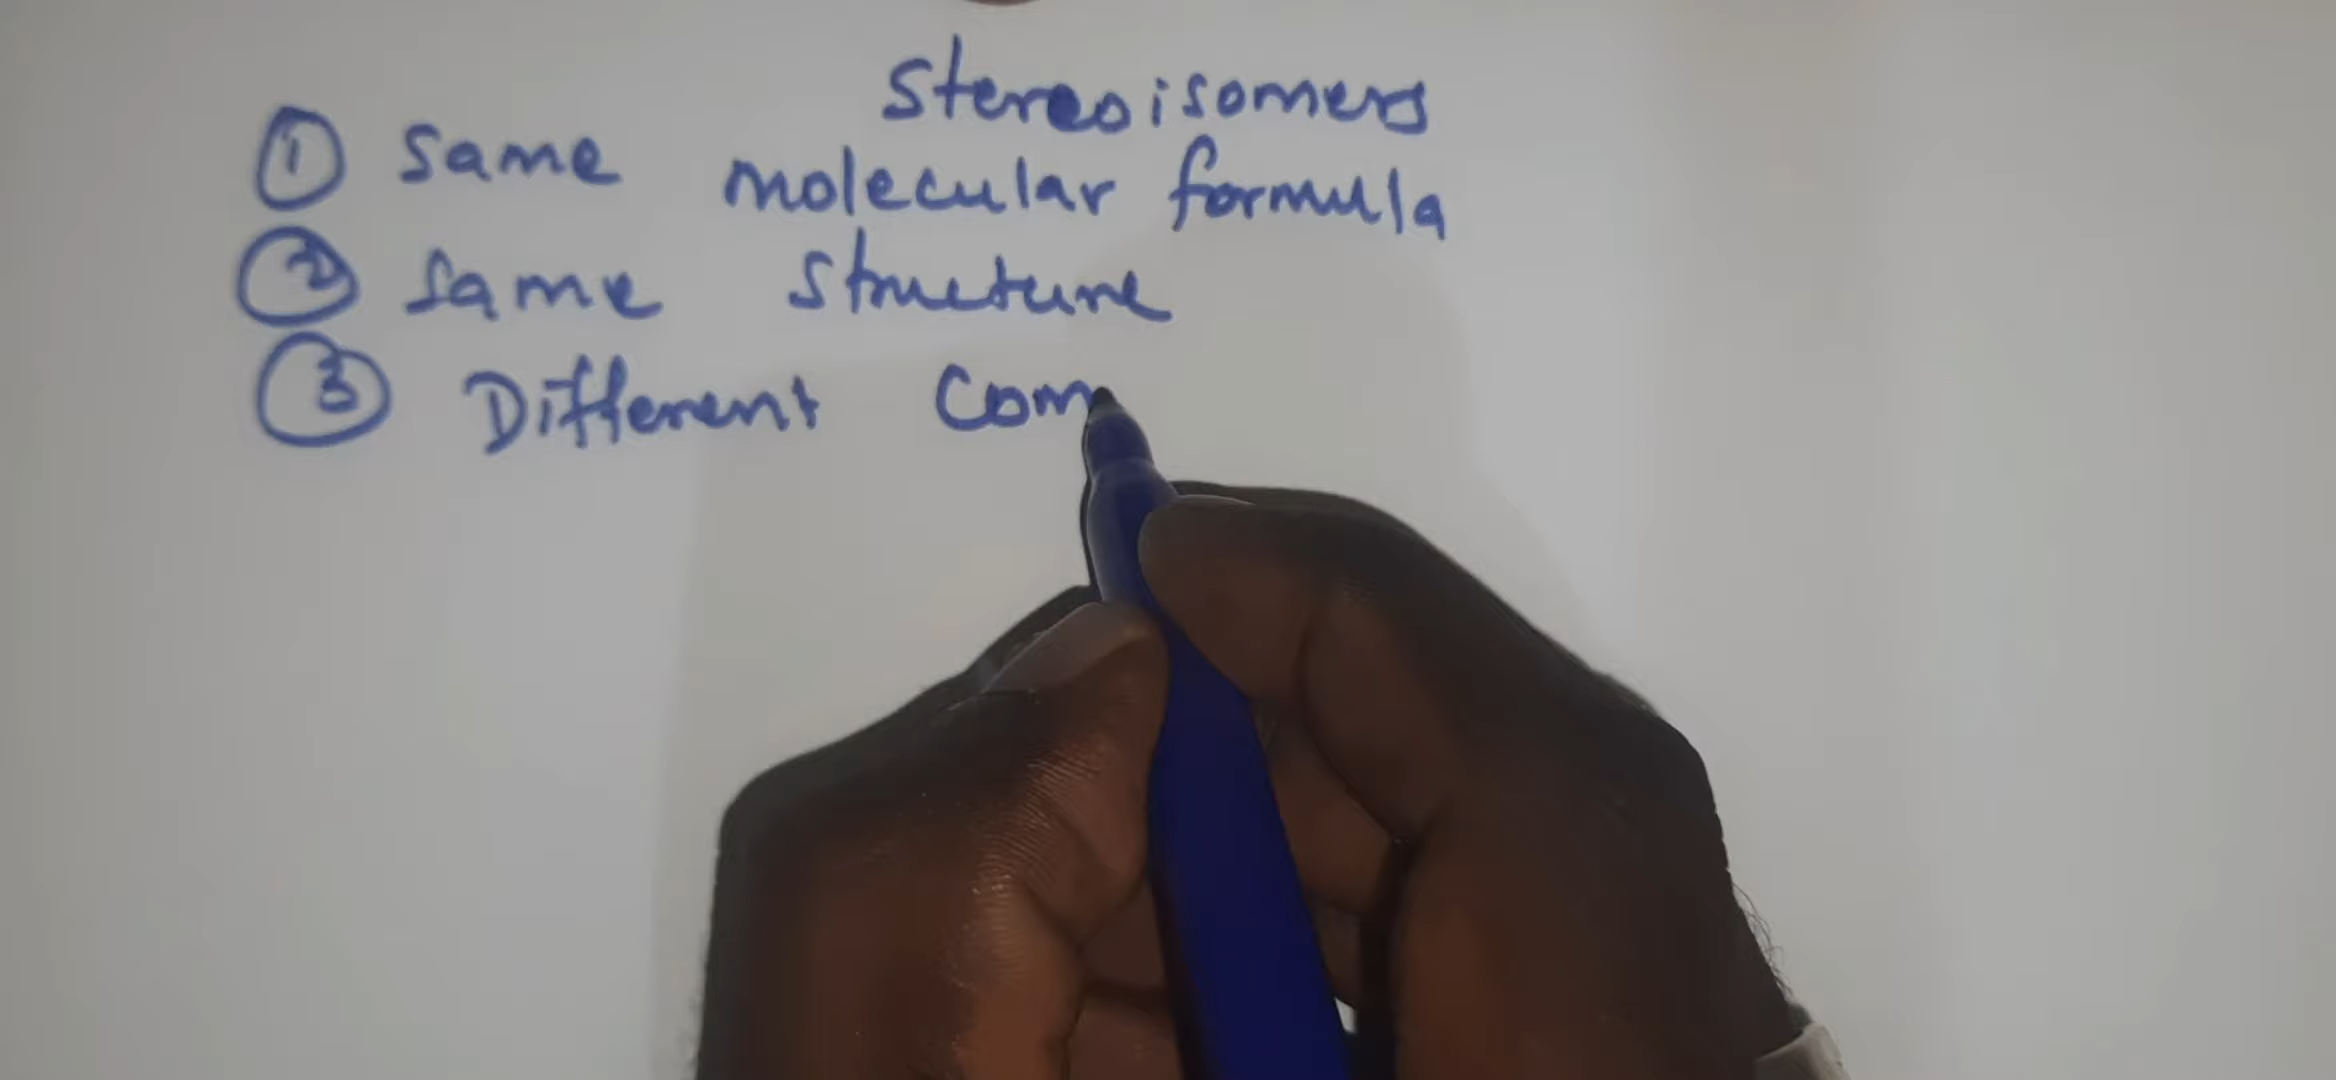 Stereoisomers
① Same molecular formula
② Same structure
③ Different Com